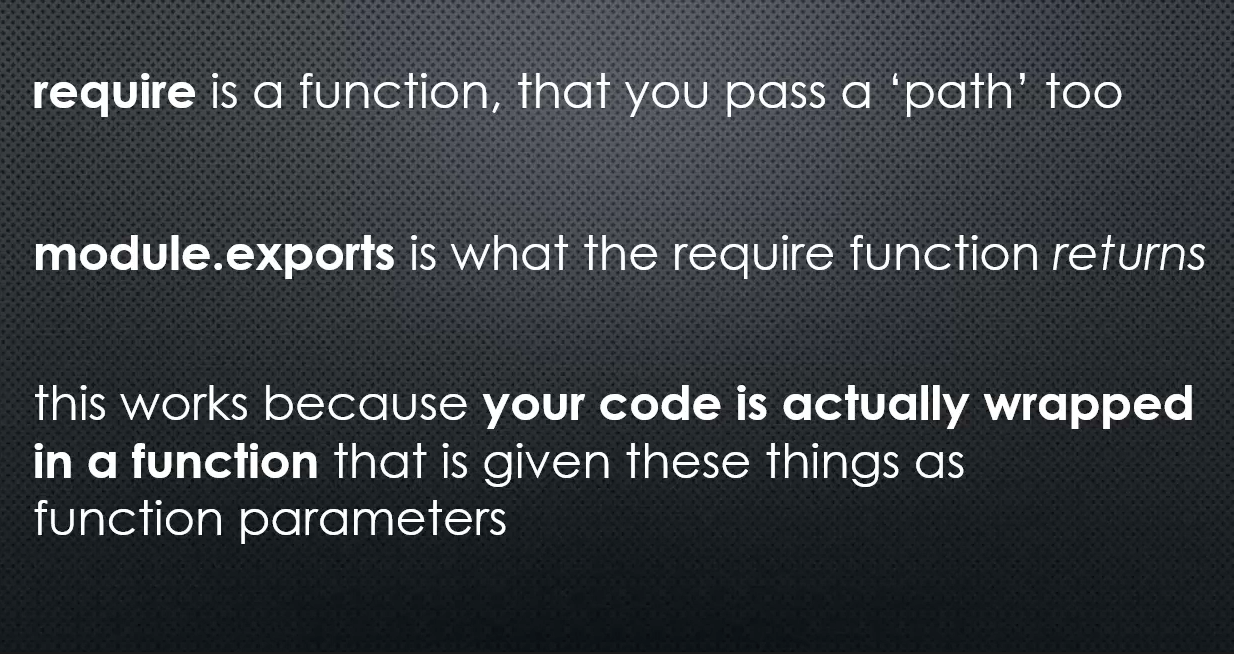 require is a function, that you pass a ‘path’ too
module.exports is what the require function returns
this works because your code is actually wrapped
in a function that is given these things as
function parameters